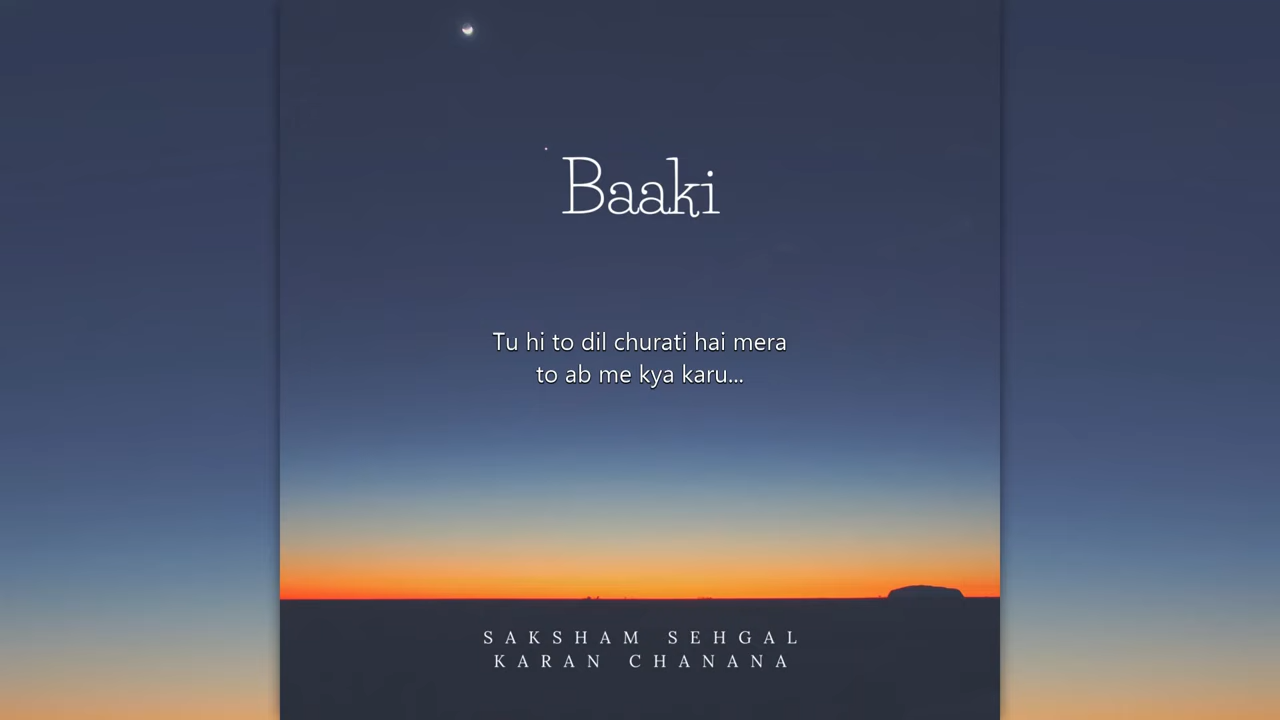 Baaki
Tu hi to dil churati hai mera
to ab me kya karu...
SAKSHAM SEHGAL
KARAN CHANANA